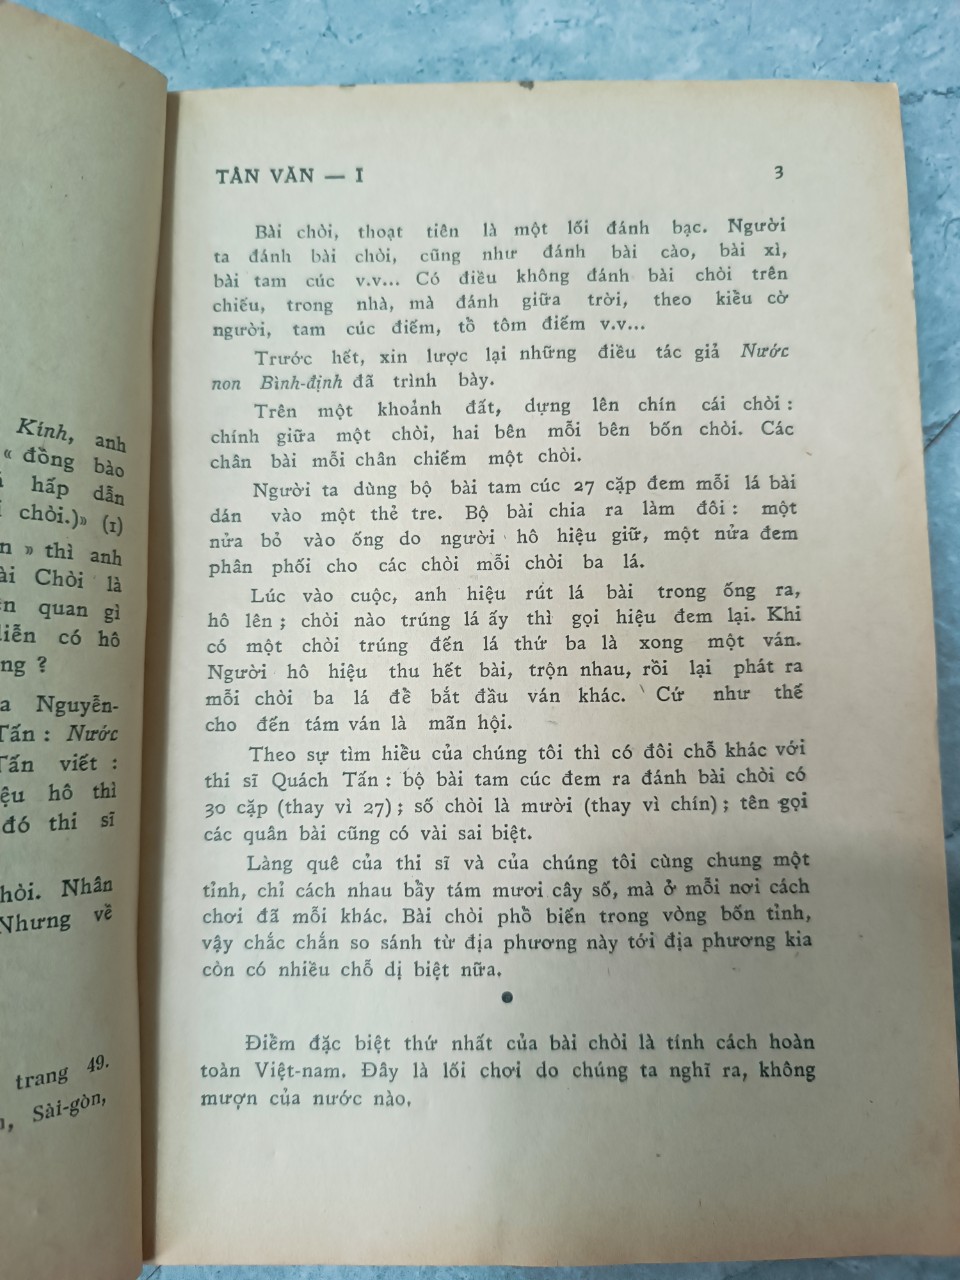 Kính, anh
« đồng bào
hấp dẫn
chòi.)» (1)
» thì anh
Chòi là
quan gì
có hô
?
Nguyễn-
Tấn : Nước
Tấn viết :
hô thì
đó thi sĩ
Nhân
Nhưng về
trang 49.
Sài-gòn,
TÂN VĂN — I 3
Bài chòi, thoạt tiên là một lối đánh bạc. Người
ta đánh bài chòi, cũng như đánh bài cào, bài xì,
bài tam cúc v.v... Có điều không đánh bài chòi trên
chiếu, trong nhà, mà đánh giữa trời, theo kiểu cờ
người, tam cúc điếm, tổ tôm điếm v.v...
Trước hết, xin lược lại những điều tác giả Nước
non Bình-định đã trình bày.
Trên một khoảnh đất, dựng lên chín cái chòi :
chính giữa một chòi, hai bên mỗi bên bốn chòi. Các
chân bài mỗi chân chiếm một chòi.
Người ta dùng bộ bài tam cúc 27 cặp đem mỗi lá bài
dán vào một thẻ tre. Bộ bài chia ra làm đôi : một
nửa bỏ vào ống do người hô hiệu giữ, một nửa đem
phân phối cho các chòi mỗi chòi ba lá.
Lúc vào cuộc, anh hiệu rút lá bài trong ống ra,
hô lên ; chòi nào trúng lá ấy thì gọi hiệu đem lại. Khi
có một chòi trúng đến lá thứ ba là xong một ván.
Người hô hiệu thu hết bài, trộn nhau, rồi lại phát ra
mỗi chòi ba lá để bắt đầu ván khác. Cứ như thế
cho đến tám ván là mãn hội.
Theo sự tìm hiểu của chúng tôi thì có đôi chỗ khác với
thi sĩ Quách Tấn : bộ bài tam cúc đem ra đánh bài chòi có
30 cặp (thay vì 27) ; số chòi là mười (thay vì chín) ; tên gọi
các quân bài cũng có vài sai biệt.
Làng quê của thi sĩ và của chúng tôi cùng chung một
tỉnh, chỉ cách nhau bẩy tám mươi cây số, mà ở mỗi nơi cách
chơi đã mỗi khác. Bài chòi phổ biến trong vòng bốn tỉnh,
vậy chắc chắn so sánh từ địa phương này tới địa phương kia
còn có nhiều chỗ dị biệt nữa.
Điểm đặc biệt thứ nhất của bài chòi là tính cách hoàn
toàn Việt-nam. Đây là lối chơi do chúng ta nghĩ ra, không
mượn của nước nào.